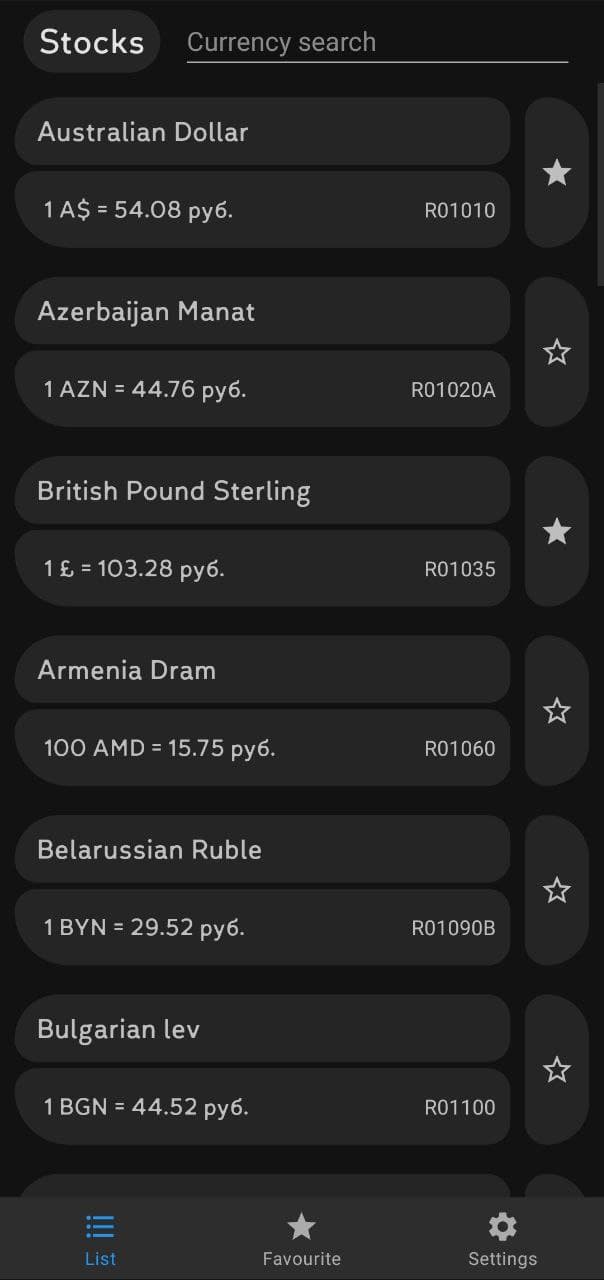 Stocks
Currency search
Australian Dollar
1 A$ = 54.08 руб.
R01010
Azerbaijan Manat
1 AZN = 44.76 руб.
R01020A
British Pound Sterling
1 £ = 103.28 руб.
R01035
Armenia Dram
100 AMD = 15.75 руб.
R01060
Belarussian Ruble
1 BYN = 29.52 руб.
R01090B
Bulgarian lev
1 BGN = 44.52 руб.
R01100
List
Favourite
Settings